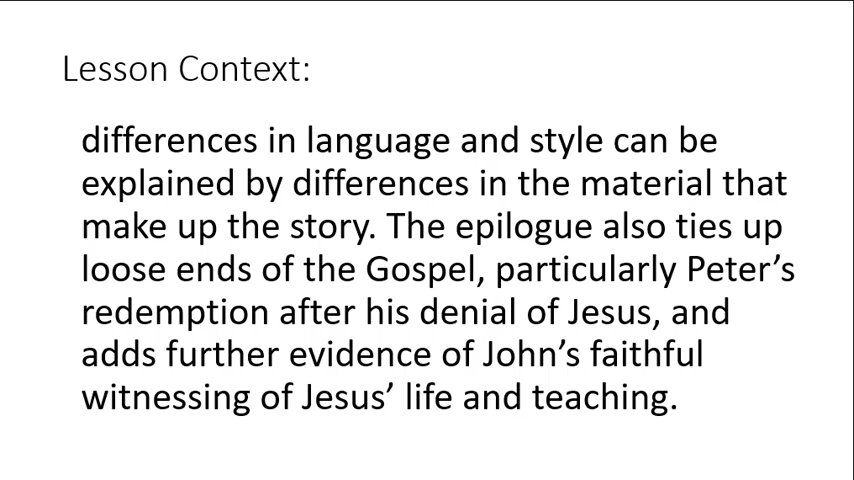 Lesson Context:
differences in language and style can be
explained by differences in the material that
make up the story. The epilogue also ties up
loose ends of the Gospel, particularly Peter’s
redemption after his denial of Jesus, and
adds further evidence of John’s faithful
witnessing of Jesus’ life and teaching.